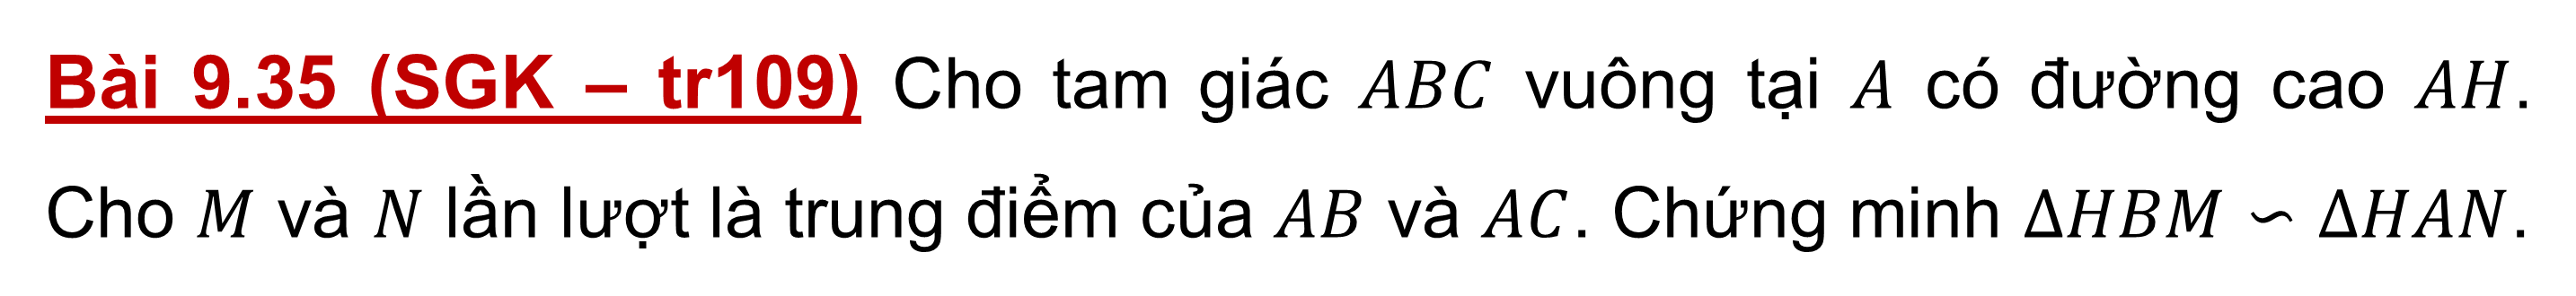 Bài 9.35 (SGK – tr109) Cho tam giác ABC vuông tại A có đường cao AH.
Cho M và N lần lượt là trung điểm của AB và AC. Chứng minh ΔHBM ∽ ΔHAN.